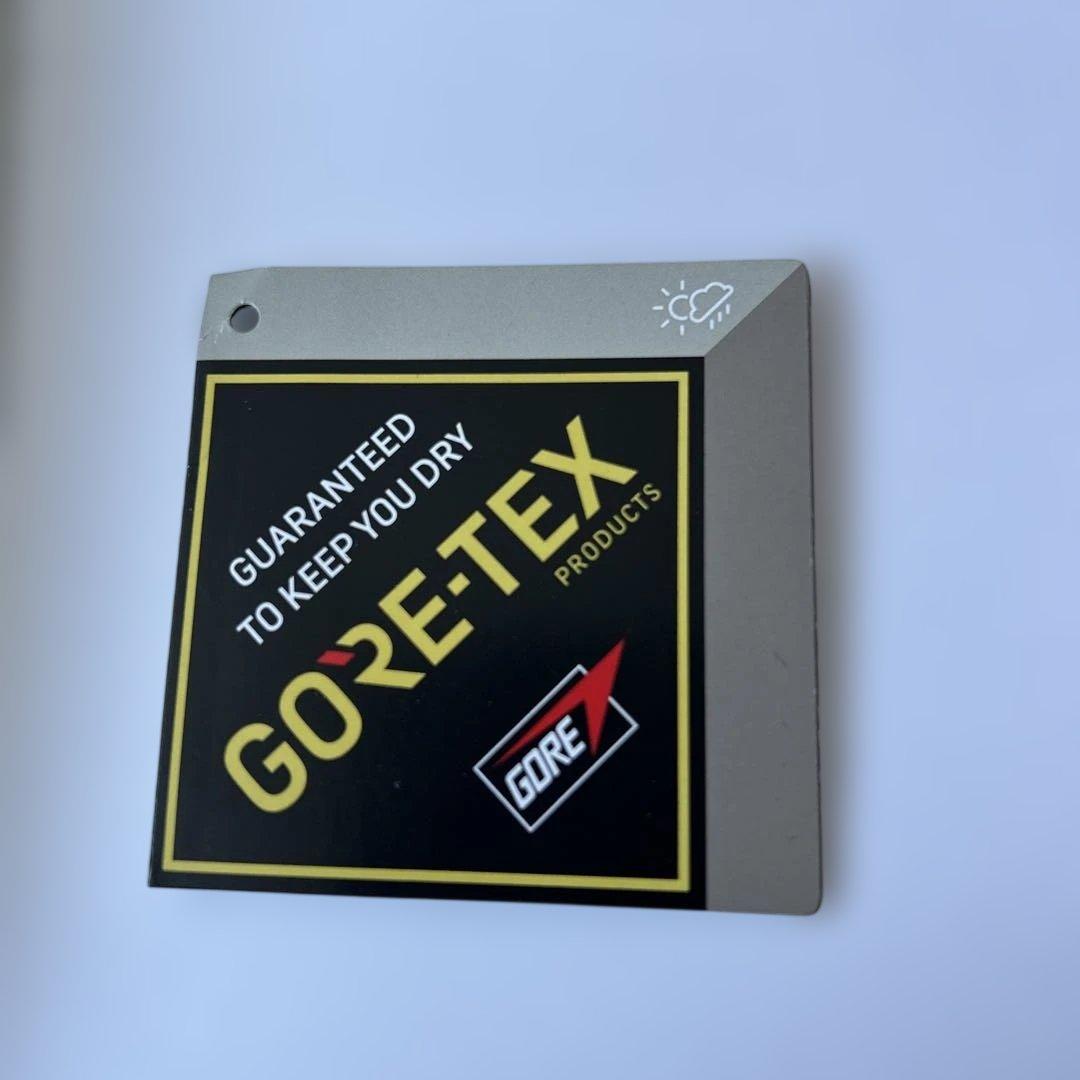 GUARANTEED
TO KEEP YOU DRY
GORE-TEX
PRODUCTS
GORE